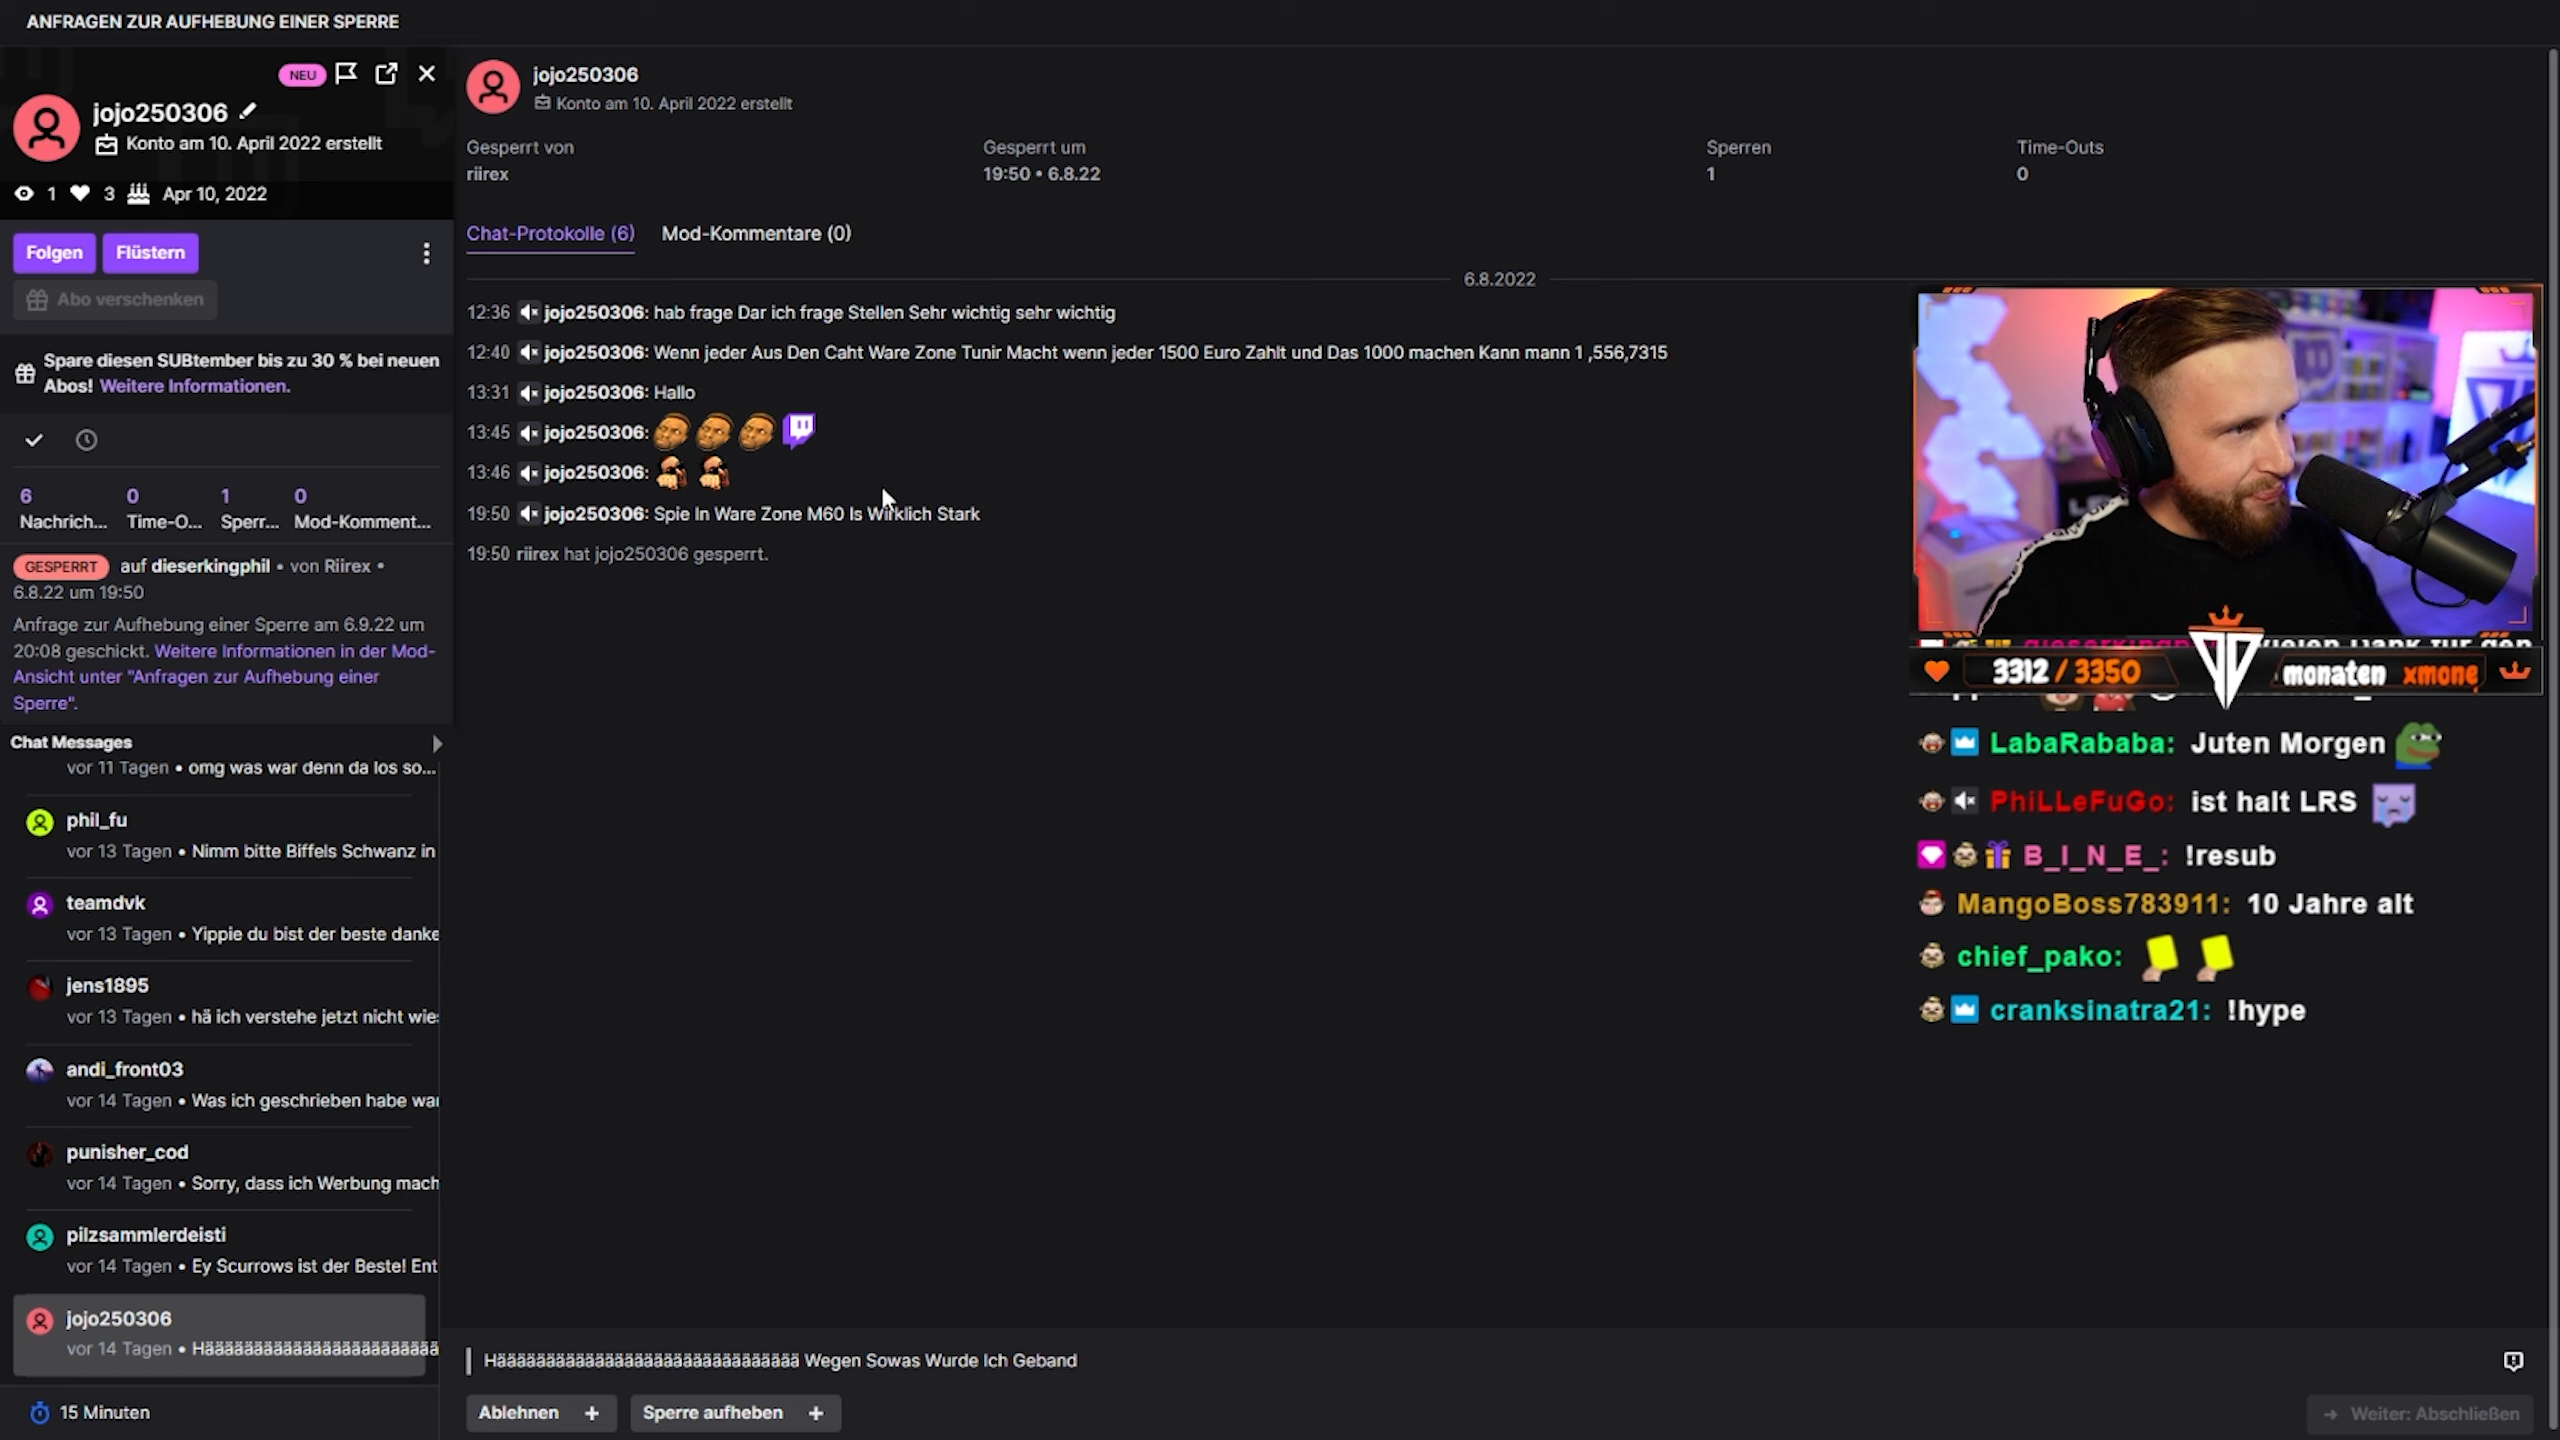 ANFRAGEN ZUR AUFHEBUNG EINER SPERRE
NEU
jojo250306
Konto am 10. April 2022 erstellt
1 3 Apr 10, 2022
Folgen Flüstern
Abo verschenken
Spare diesen SUBtember bis zu 30 % bei neuen
Abos! Weitere Informationen.
6 0 1 0
Nachrich... Time-O... Sperr... Mod-Komment...
GESPERRT auf dieserkingphil • von Riirex •
6.8.22 um 19:50
Anfrage zur Aufhebung einer Sperre am 6.9.22 um
20:08 geschickt. Weitere Informationen in der Mod-
Ansicht unter "Anfragen zur Aufhebung einer
Sperre".
Chat Messages
vor 11 Tagen • omg was war denn da los so...
phil_fu
vor 13 Tagen • Nimm bitte Biffels Schwanz in
teamdvk
vor 13 Tagen • Yippie du bist der beste danke
jens1895
vor 13 Tagen • hä ich verstehe jetzt nicht wie
andi_front03
vor 14 Tagen • Was ich geschrieben habe war
punisher_cod
vor 14 Tagen • Sorry, dass ich Werbung mach
pilzsammlerdeisti
vor 14 Tagen • Ey Scurrows ist der Beste! Ent
jojo250306
vor 14 Tagen • Hääääääääääääääääääääääää
15 Minuten
jojo250306
Konto am 10. April 2022 erstellt
Gesperrt von Gesperrt um Sperren Time-Outs
riirex 19:50 • 6.8.22 1 0
Chat-Protokolle (6) Mod-Kommentare (0)
6.8.2022
12:36 jojo250306: hab frage Dar ich frage Stellen Sehr wichtig sehr wichtig
12:40 jojo250306: Wenn jeder Aus Den Caht Ware Zone Tunir Macht wenn jeder 1500 Euro Zahlt und Das 1000 machen Kann mann 1 ,556,7315
13:31 jojo250306: Hallo
13:45 jojo250306:
13:46 jojo250306:
19:50 jojo250306: Spie In Ware Zone M60 Is Wirklich Stark
19:50 riirex hat jojo250306 gesperrt.
3312 / 3350 monaten xmone
LabaRababa: Juten Morgen
PhiLLeFuGo: ist halt LRS
B_I_N_E_: !resub
MangoBoss783911: 10 Jahre alt
chief_pako:
cranksinatra21: !hype
Hääääääääääääääääääääääääääääääää Wegen Sowas Wurde Ich Geband
Ablehnen + Sperre aufheben +
Weiter: Abschließen